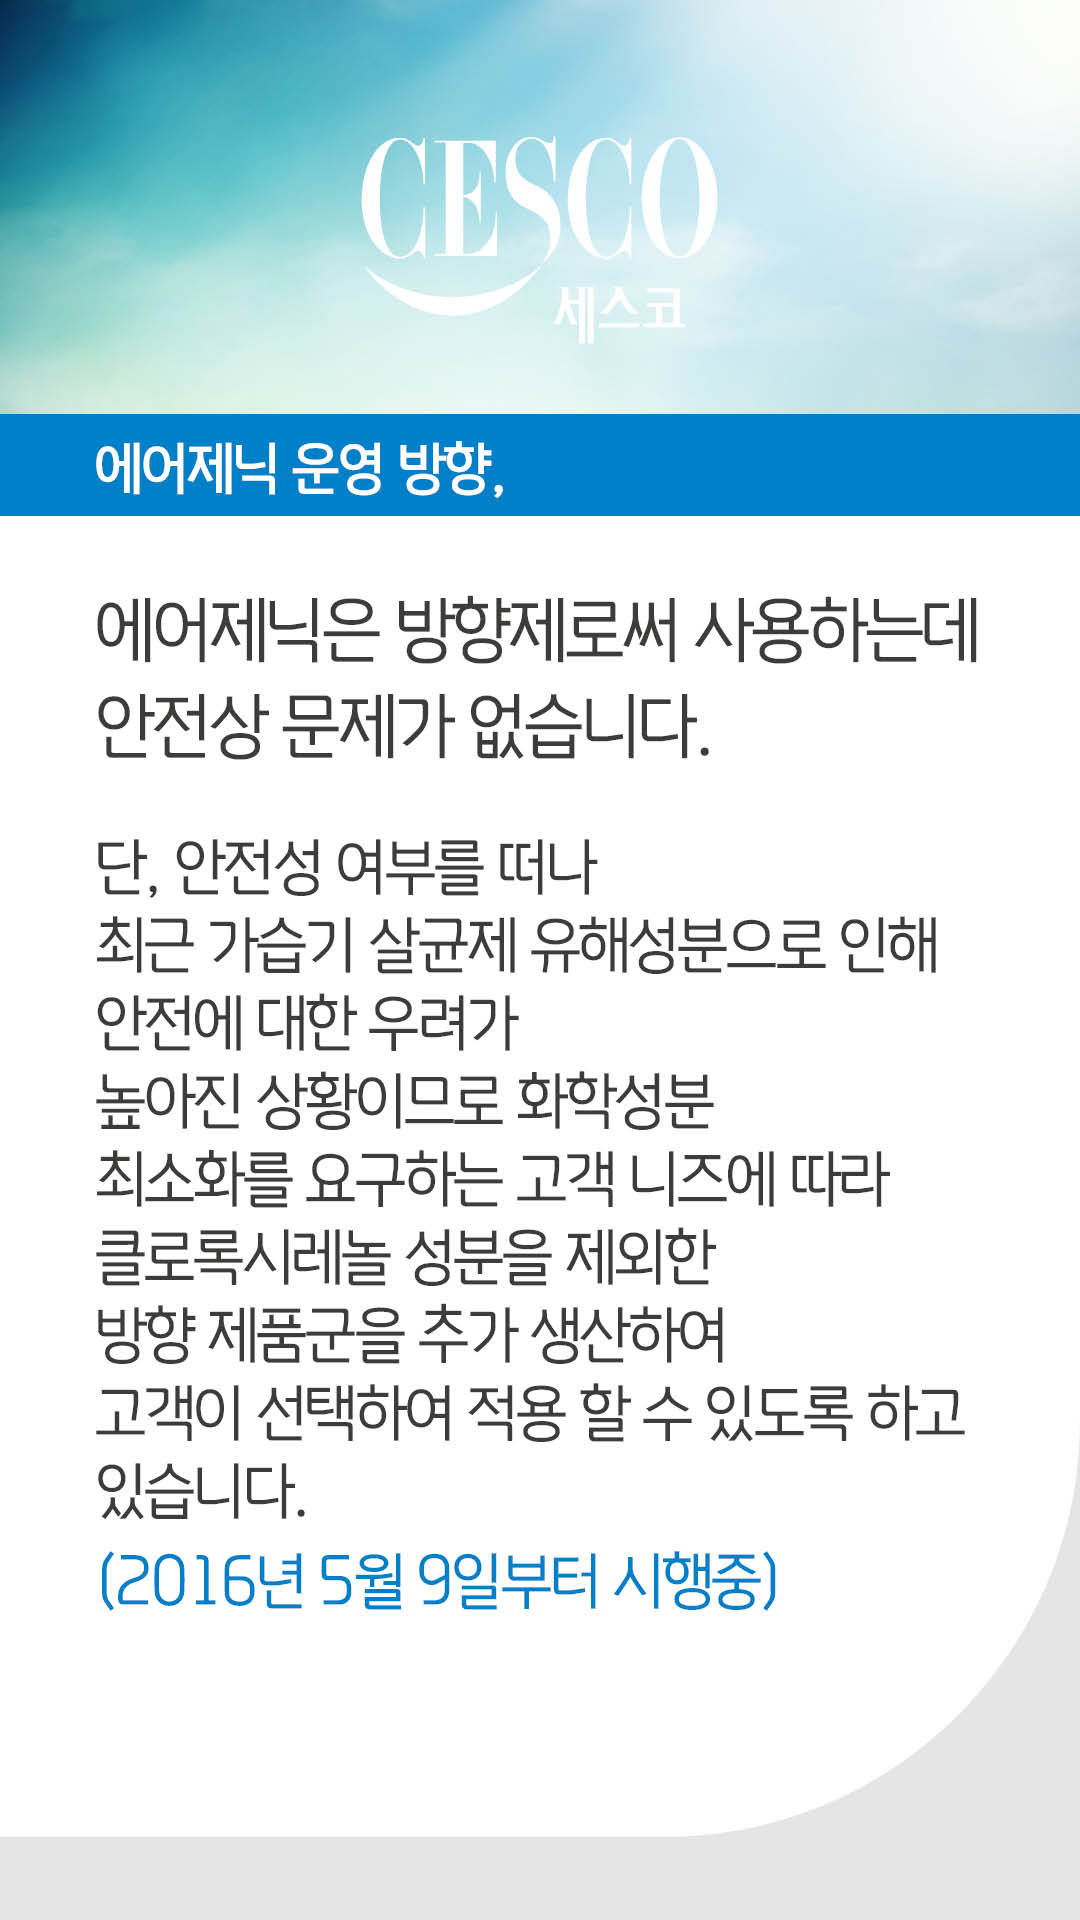 CESCO
세스코
에어제닉 운영 방향,
에어제닉은 방향제로써 사용하는데
안전상 문제가 없습니다.
단, 안전성 여부를 떠나
최근 가습기 살균제 유해성분으로 인해
안전에 대한 우려가
높아진 상황이므로 화학성분
최소화를 요구하는 고객 니즈에 따라
클로록시레놀 성분을 제외한
방향 제품군을 추가 생산하여
고객이 선택하여 적용 할 수 있도록 하고
있습니다.
(2016년 5월 9일부터 시행중)